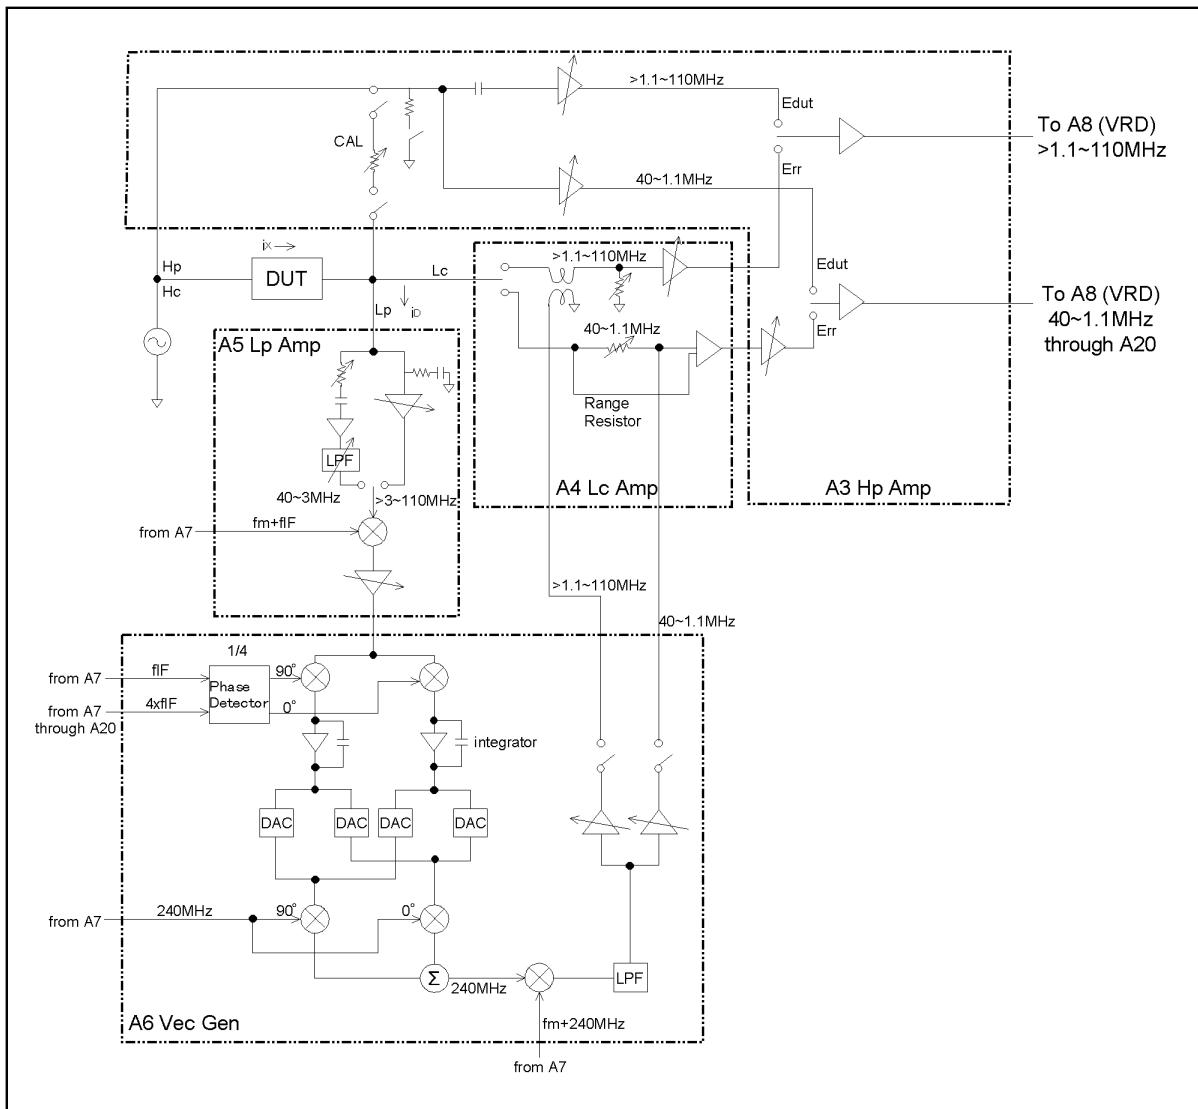 >1.1~110MHz
Edut
To A8 (VRD)
>1.1~110MHz
CAL
Err
40~1.1MHz
iX
Hp
Hc
DUT
Lc
>1.1~110MHz
Edut
Lp
iD
To A8 (VRD)
40~1.1MHz
through A20
A5 Lp Amp
40~1.1MHz
Err
Range
Resistor
LPF
40~3MHz
>3~110MHz
A4 Lc Amp
A3 Hp Amp
from A7
fm+fIF
>1.1~110MHz
40~1.1MHz
1/4
from A7
fIF
90°
Phase
Detector
from A7
through A20
4xfIF
0°
integrator
DAC
DAC
DAC
DAC
from A7
240MHz
90°
0°
Σ
240MHz
LPF
A6 Vec Gen
fm+240MHz
from A7